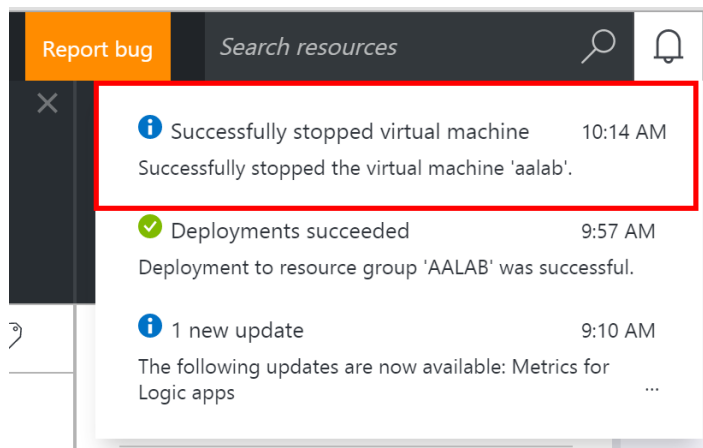 Report bug
Search resources
Successfully stopped virtual machine 10:14 AM
Successfully stopped the virtual machine 'aalab'.
Deployments succeeded 9:57 AM
Deployment to resource group 'AALAB' was successful.
1 new update 9:10 AM
The following updates are now available: Metrics for
Logic apps ...